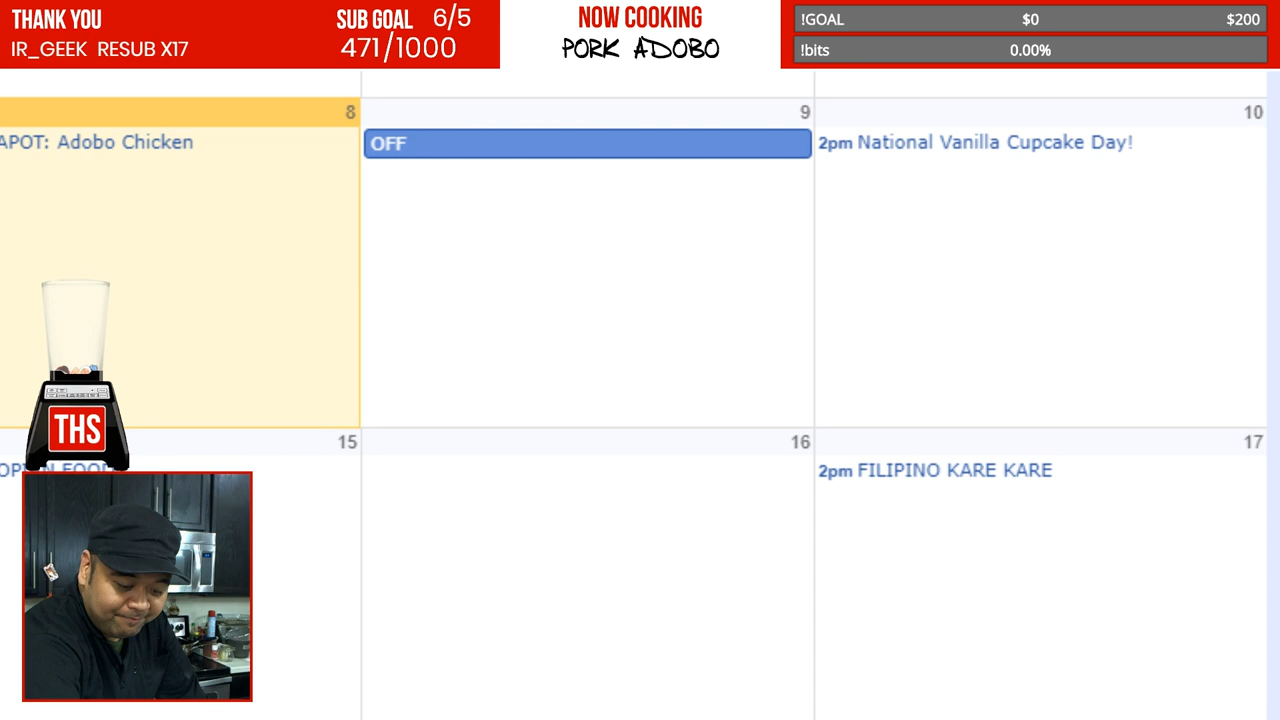 THANK YOU
IR_GEEK RESUB X17
SUB GOAL 6/5
471/1000
NOW COOKING
PORK ADOBO
!GOAL $0 $200
!bits 0.00%
8
APOT: Adobo Chicken
9
OFF
10
2pm National Vanilla Cupcake Day!
THS
15
16
17
2pm FILIPINO KARE KARE